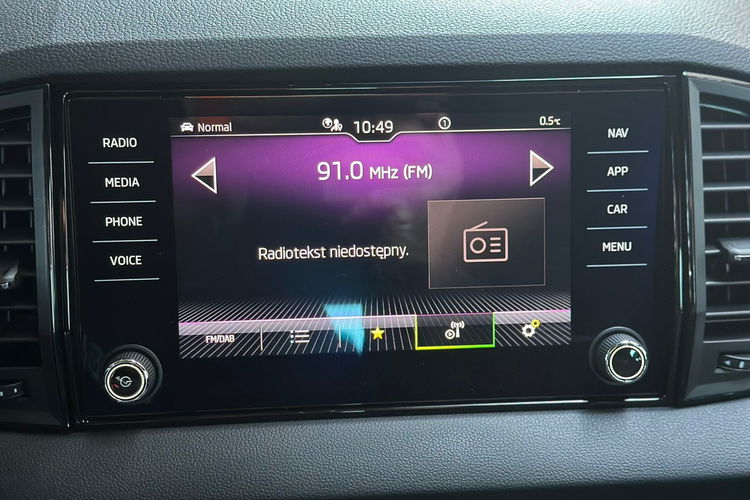 RADIO
MEDIA
PHONE
VOICE
Normal
10:49
1
0.5°C
91.0 MHz (FM)
Radiotekst niedostępny.
FM/DAB
NAV
APP
CAR
MENU